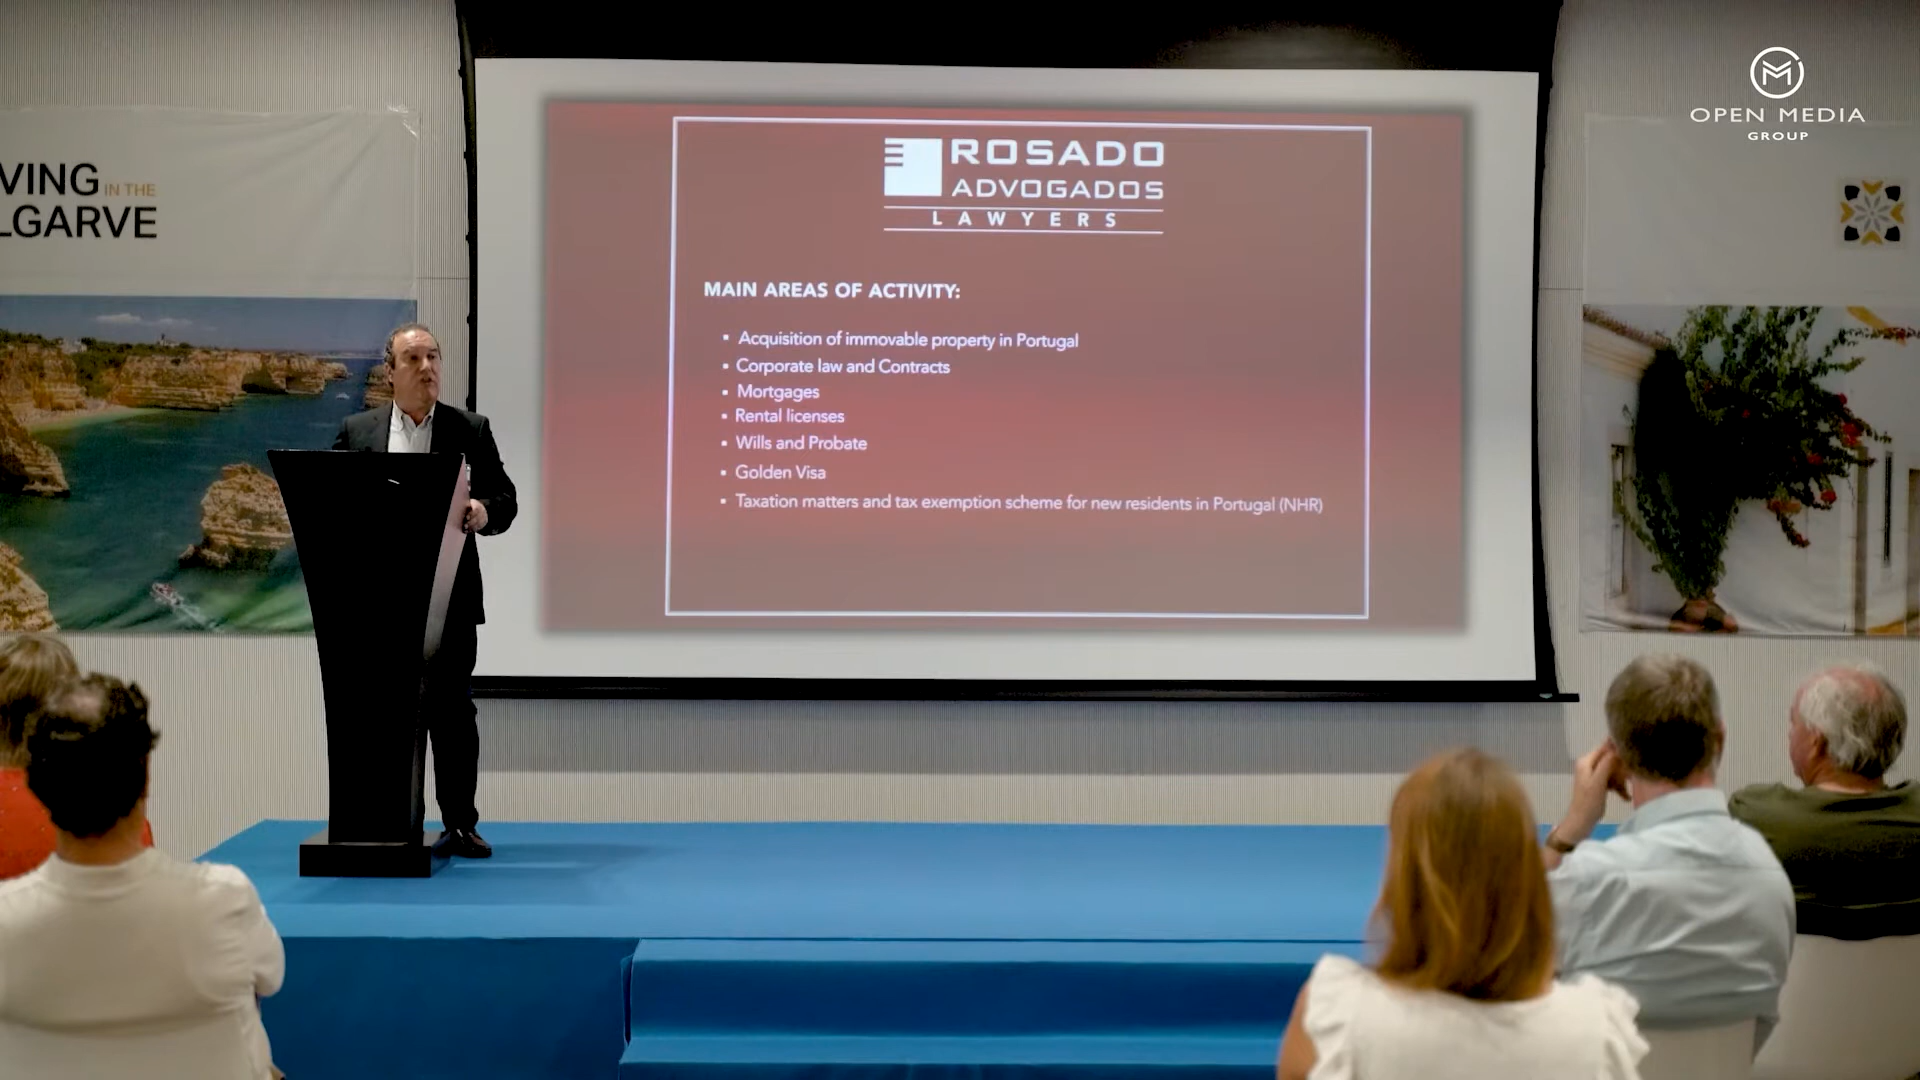 OPEN MEDIA
GROUP
VING IN THE
LGARVE
ROSADO
ADVOGADOS
LAWYERS
MAIN AREAS OF ACTIVITY:
▪ Acquisition of immovable property in Portugal
▪ Corporate law and Contracts
▪ Mortgages
▪ Rental licenses
▪ Wills and Probate
▪ Golden Visa
▪ Taxation matters and tax exemption scheme for new residents in Portugal (NHR)